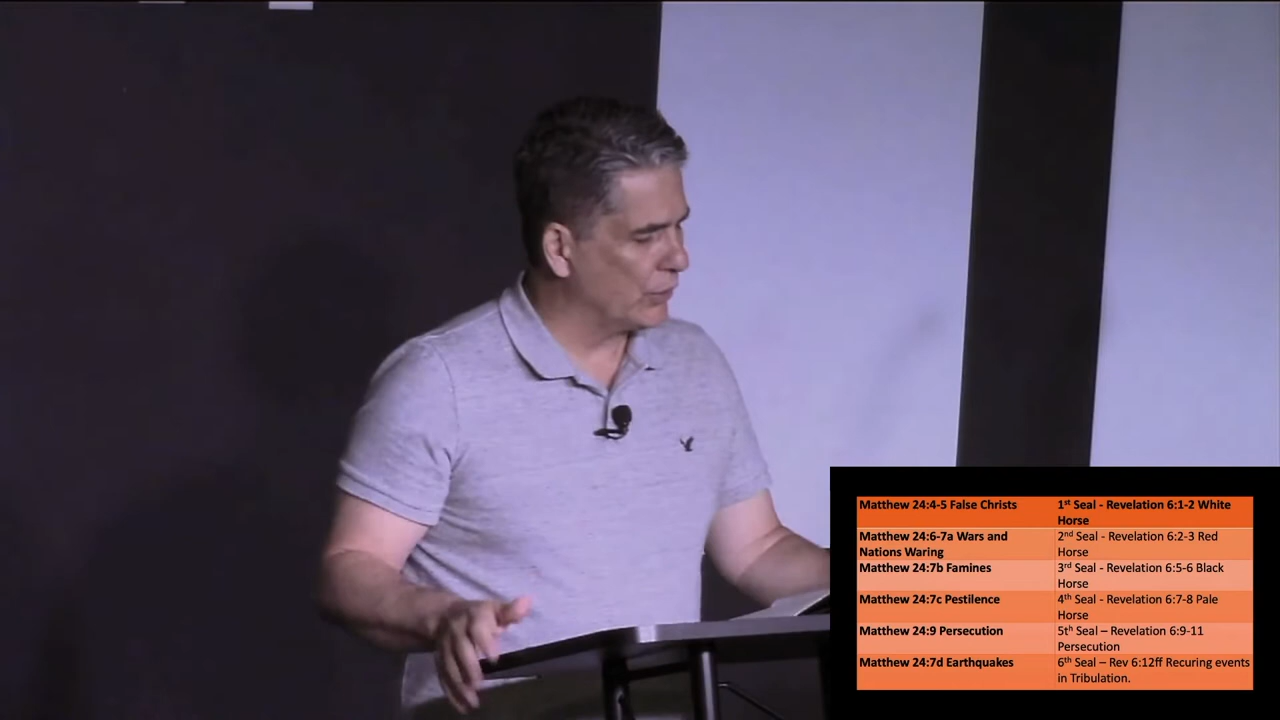 Matthew 24:4-5 False Christs
1st Seal - Revelation 6:1-2 White
Horse
Matthew 24:6-7a Wars and
Nations Waring
2nd Seal - Revelation 6:2-3 Red
Horse
Matthew 24:7b Famines
3rd Seal - Revelation 6:5-6 Black
Horse
Matthew 24:7c Pestilence
4th Seal - Revelation 6:7-8 Pale
Horse
Matthew 24:9 Persecution
5th Seal – Revelation 6:9-11
Persecution
Matthew 24:7d Earthquakes
6th Seal – Rev 6:12ff Recuring events
in Tribulation.